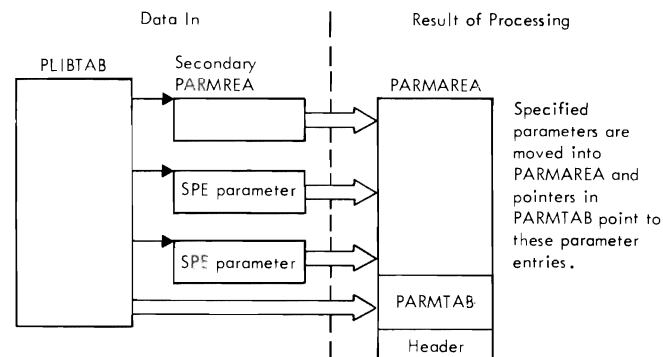 Data In
Result of Processing
PLIBTAB
Secondary
PARMREA
PARMAREA
SPE parameter
SPE parameter
Specified
parameters are
moved into
PARMAREA and
pointers in
PARMTAB point to
these parameter
entries.
PARMTAB
Header